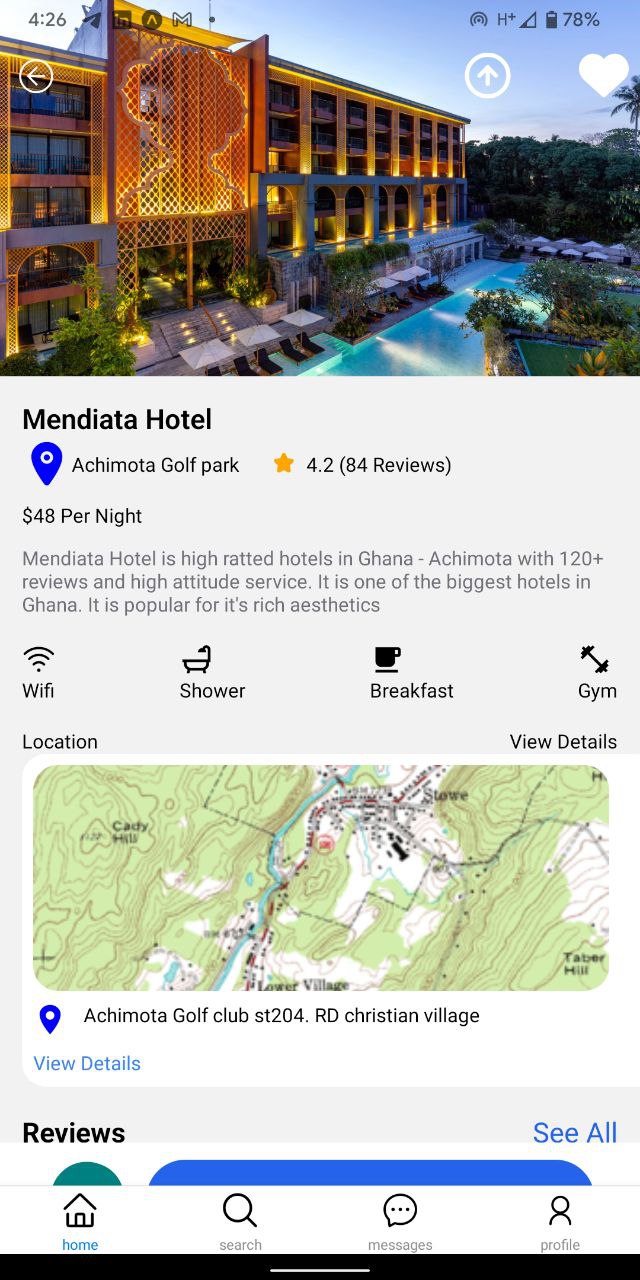 4:26
H+
78%
Mendiata Hotel
Achimota Golf park
4.2 (84 Reviews)
$48 Per Night
Mendiata Hotel is high ratted hotels in Ghana - Achimota with 120+
reviews and high attitude service. It is one of the biggest hotels in
Ghana. It is popular for it's rich aesthetics
Wifi
Shower
Breakfast
Gym
Location
View Details
Stowe
Cady
Hill
Taber
Hill
Lower Village
Achimota Golf club st204. RD christian village
View Details
Reviews
See All
home
search
messages
profile